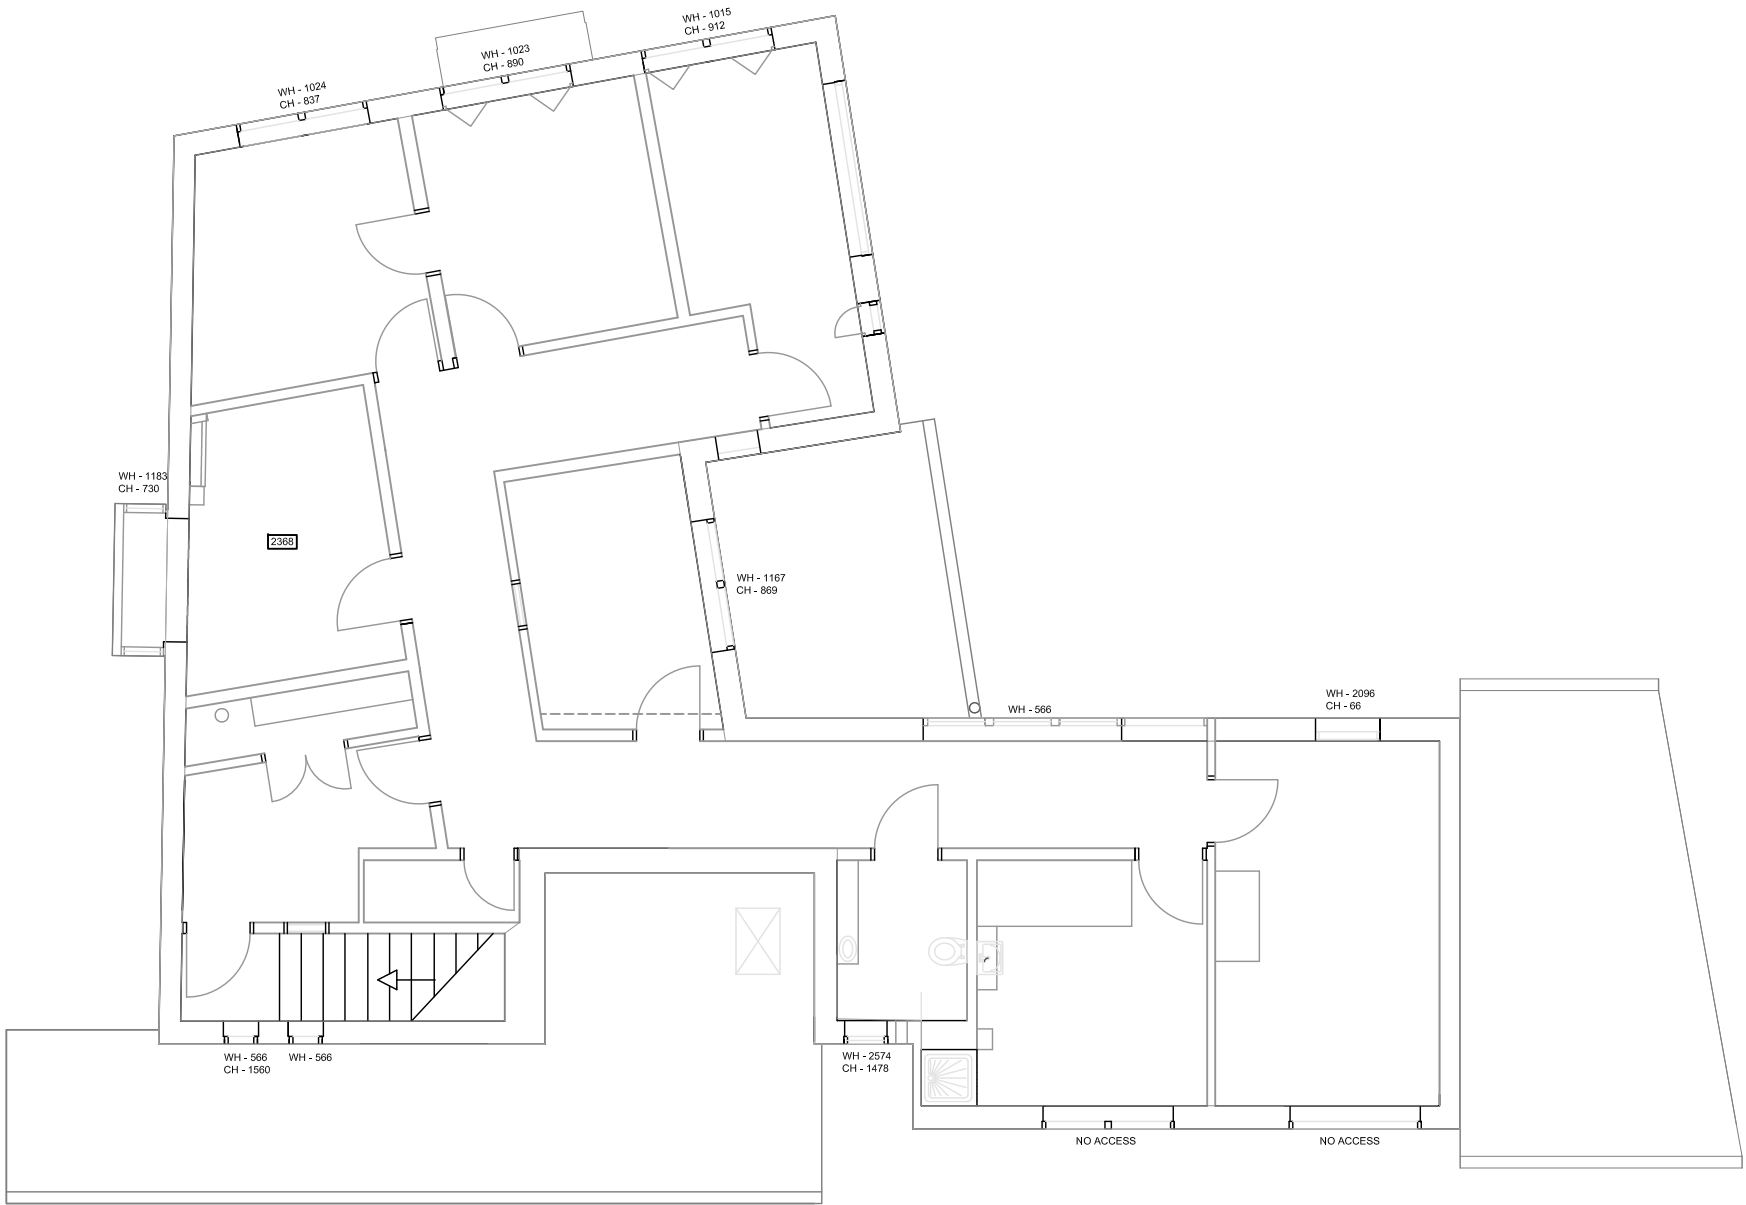 WH - 1015
CH - 912
WH - 1023
CH - 890
WH - 1024
CH - 837
WH - 1183
CH - 730
2368
WH - 1167
CH - 869
WH - 566
WH - 2096
CH - 66
WH - 566
CH - 1560
WH - 566
WH - 2574
CH - 1478
NO ACCESS
NO ACCESS